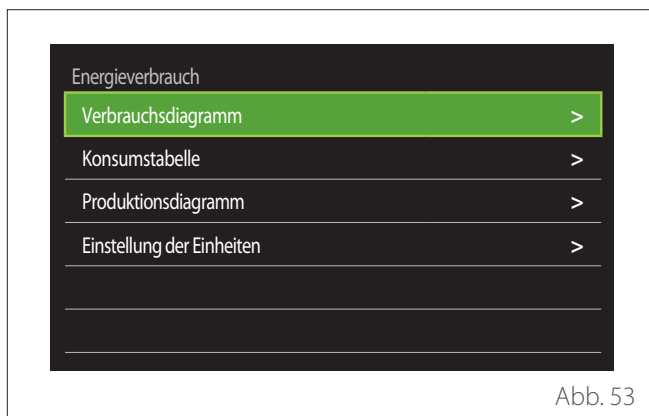 Energieverbrauch
Verbrauchsdiagramm >
Konsumstabelle >
Produktionsdiagramm >
Einstellung der Einheiten >
Abb. 53